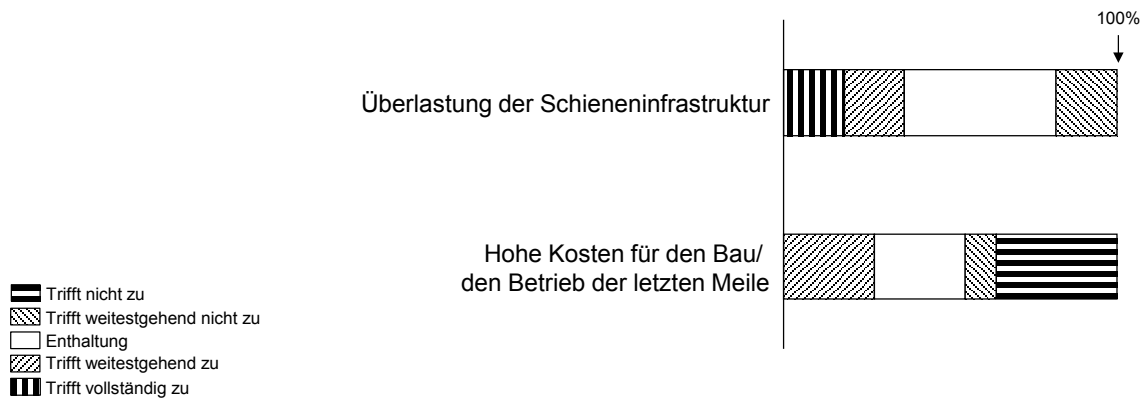 100%
Überlastung der Schieneninfrastruktur
Hohe Kosten für den Bau/
den Betrieb der letzten Meile
Trifft nicht zu
Trifft weitestgehend nicht zu
Enthaltung
Trifft weitestgehend zu
Trifft vollständig zu